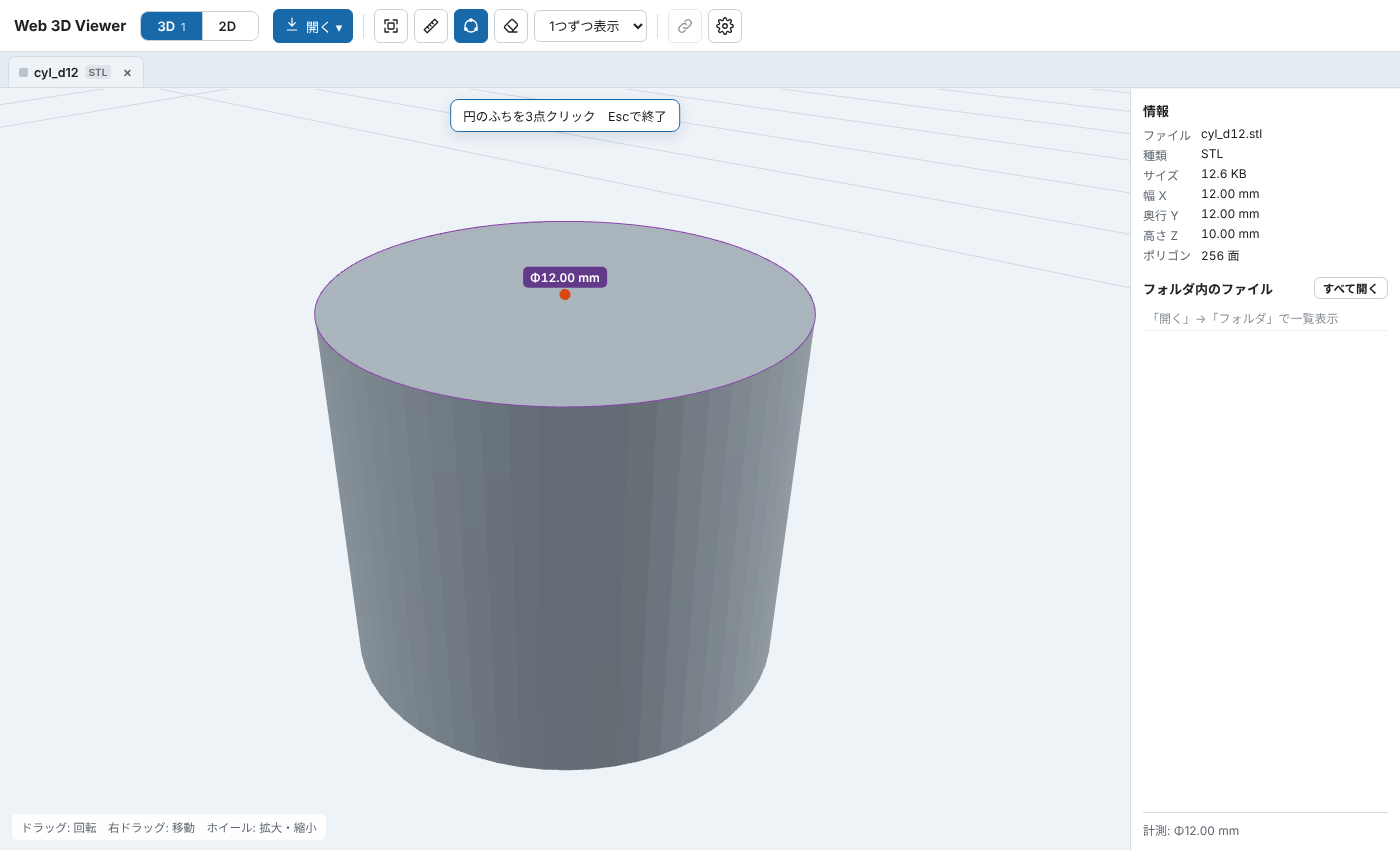 Web 3D Viewer
3D 1
2D
開く ▾
1つずつ表示
cyl_d12 STL ×
円のふちを3点クリック Escで終了
Φ12.00 mm
ドラッグ: 回転 右ドラッグ: 移動 ホイール: 拡大・縮小
情報
ファイル cyl_d12.stl
種類 STL
サイズ 12.6 KB
幅 X 12.00 mm
奥行 Y 12.00 mm
高さ Z 10.00 mm
ポリゴン 256 面
フォルダ内のファイル すべて開く
「開く」→「フォルダ」で一覧表示
計測: Φ12.00 mm